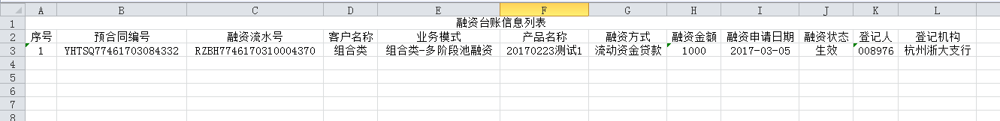 A B C D E F G H I J K L
1 融资台账信息列表
2 序号 预合同编号 融资流水号 客户名称 业务模式 产品名称 融资方式 融资金额 融资申请日期 融资状态 登记人 登记机构
3 1 YHTSQ77461703084332 RZBH7746170310004370 组合类 组合类-多阶段池融资 20170223测试1 流动资金贷款 1000 2017-03-05 生效 008976 杭州浙大支行
4
5
6
7
8